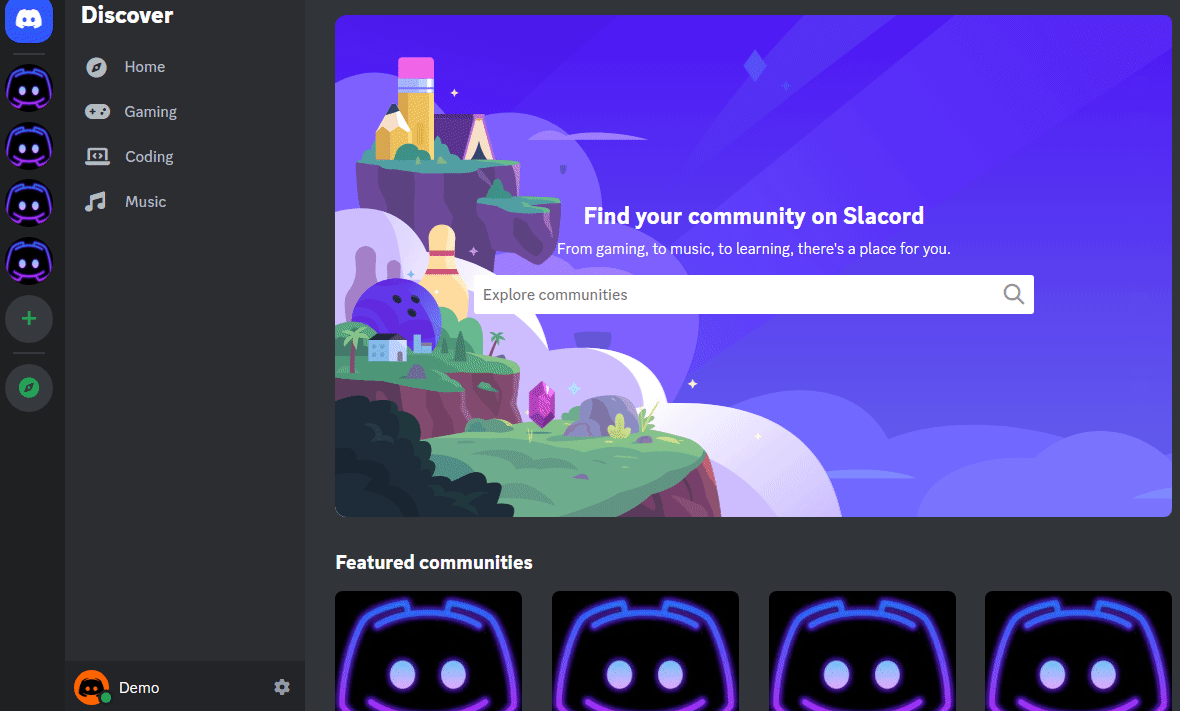 Discover
Home
Gaming
Coding
Music
Find your community on Slacord
From gaming, to music, to learning, there's a place for you.
Explore communities
Featured communities
Demo